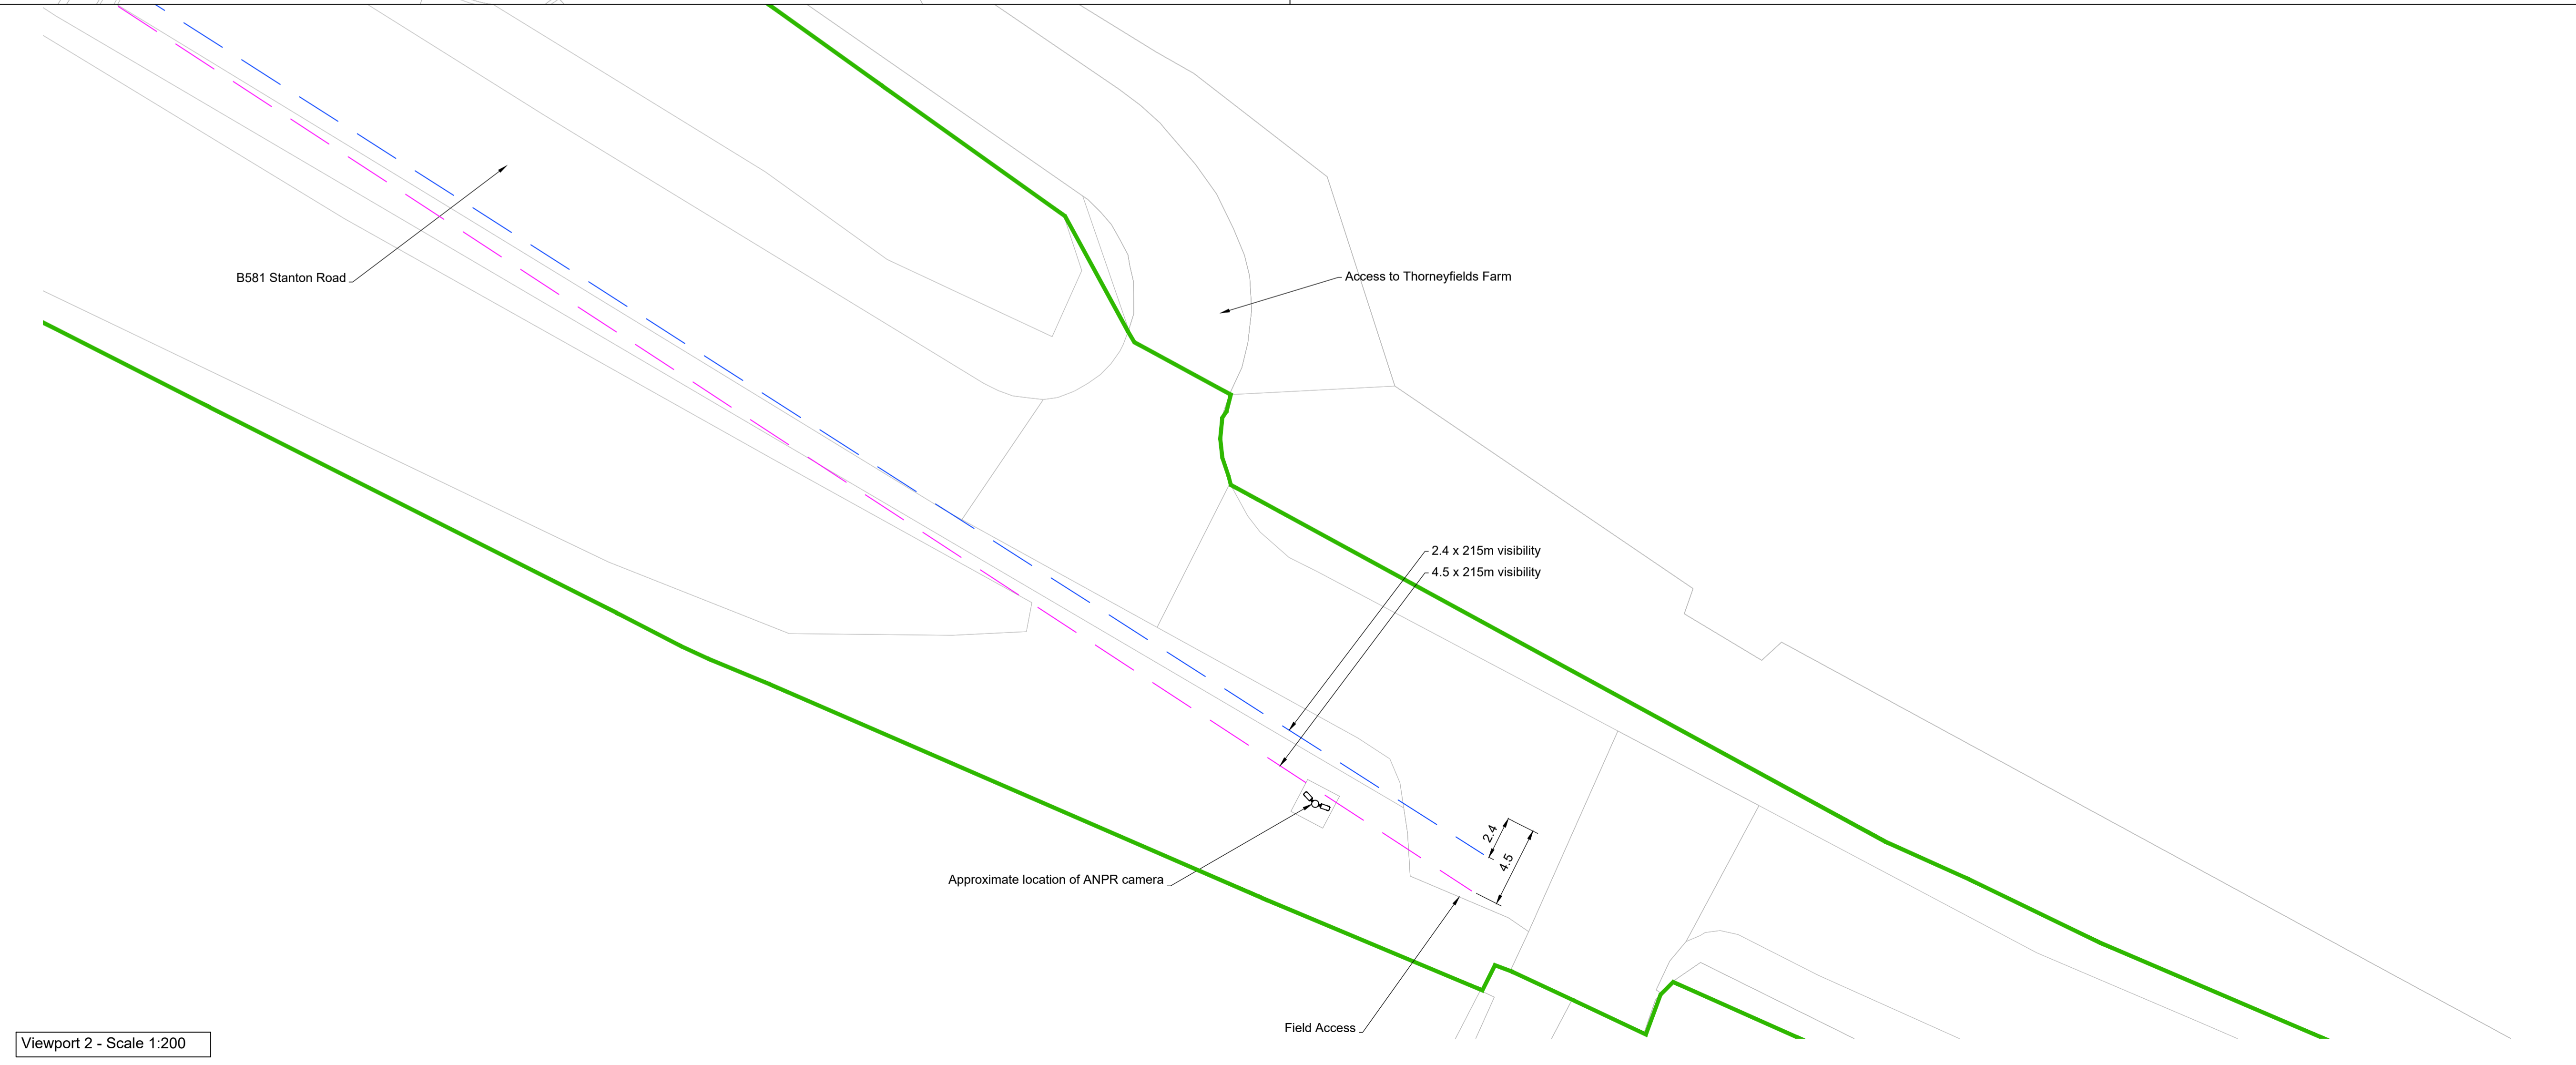 B581 Stanton Road
Access to Thorneyfields Farm
2.4 x 215m visibility
4.5 x 215m visibility
2.4
4.5
Approximate location of ANPR camera
Field Access
Viewport 2 - Scale 1:200